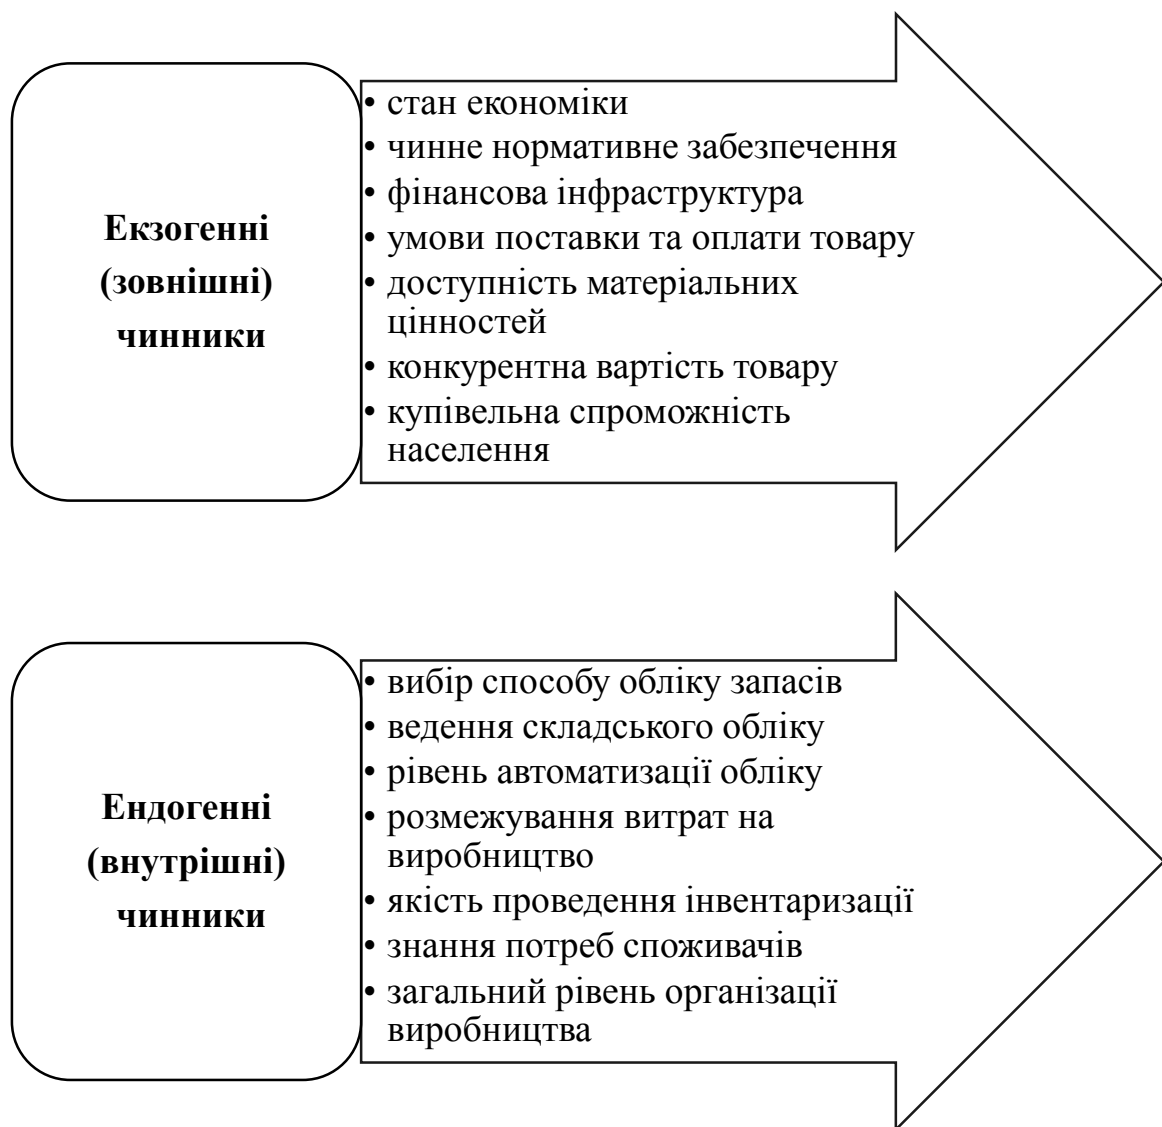 Екзогенні
(зовнішні)
чинники
• стан економіки
• чинне нормативне забезпечення
• фінансова інфраструктура
• умови поставки та оплати товару
• доступність матеріальних
цінностей
• конкурентна вартість товару
• купівельна спроможність
населення
Ендогенні
(внутрішні)
чинники
• вибір способу обліку запасів
• ведення складського обліку
• рівень автоматизації обліку
• розмежування витрат на
виробництво
• якість проведення інвентаризації
• знання потреб споживачів
• загальний рівень організації
виробництва